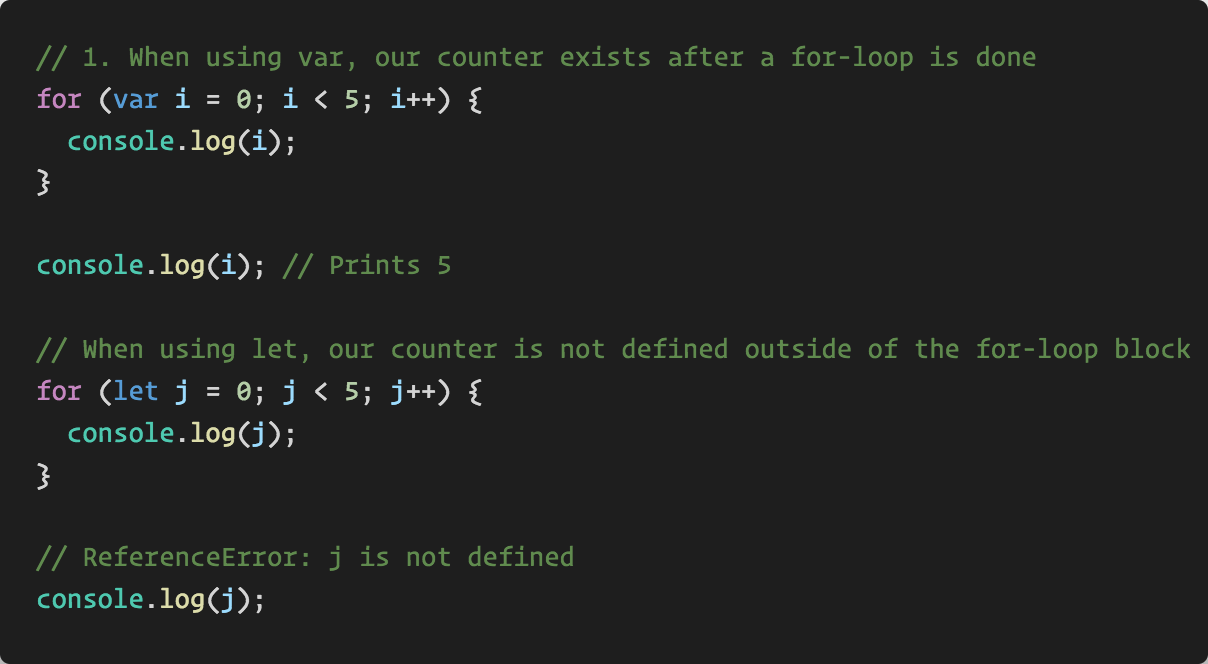 // 1. When using var, our counter exists after a for-loop is done
for (var i = 0; i < 5; i++) {
  console.log(i);
}

console.log(i); // Prints 5

// When using let, our counter is not defined outside of the for-loop block
for (let j = 0; j < 5; j++) {
  console.log(j);
}

// ReferenceError: j is not defined
console.log(j);